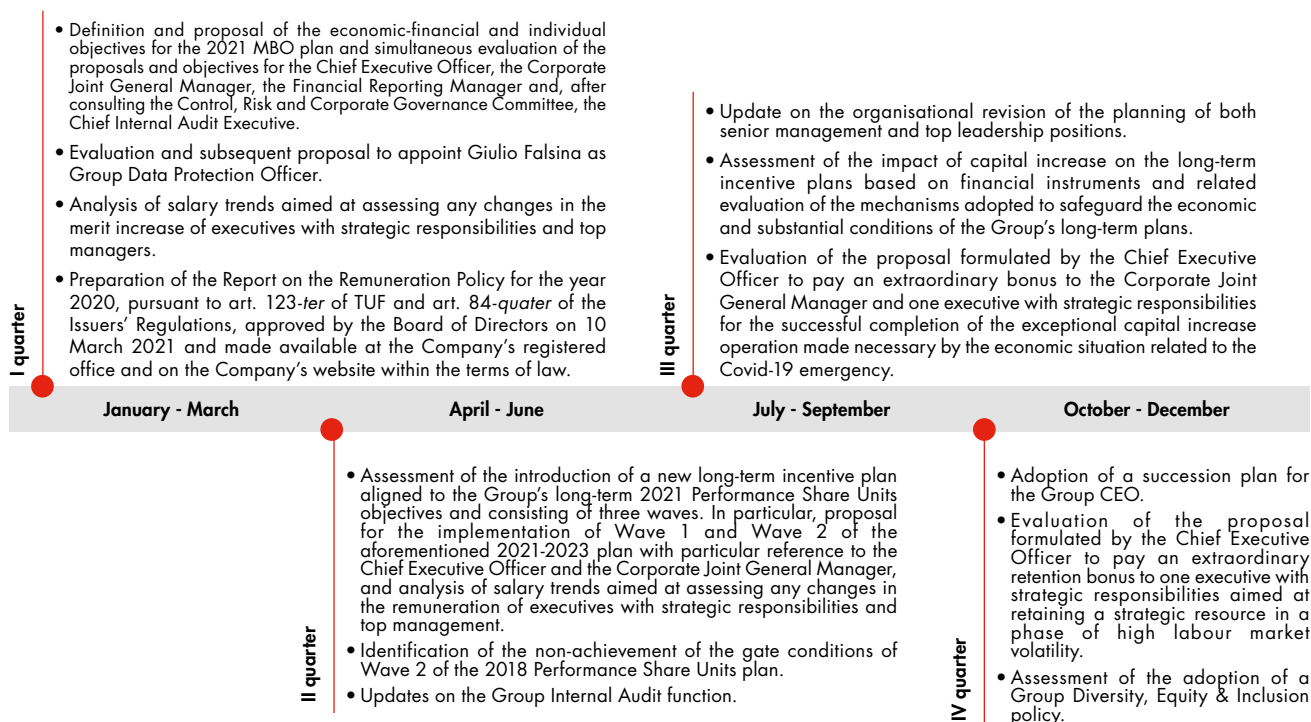 • Definition and proposal of the economic-financial and individual
objectives for the 2021 MBO plan and simultaneous evaluation of the
proposals and objectives for the Chief Executive Officer, the Corporate
Joint General Manager, the Financial Reporting Manager and, after
consulting the Control, Risk and Corporate Governance Committee, the
Chief Internal Audit Executive.
• Evaluation and subsequent proposal to appoint Giulio Falsina as
Group Data Protection Officer.
• Analysis of salary trends aimed at assessing any changes in the
merit increase of executives with strategic responsibilities and top
managers.
• Preparation of the Report on the Remuneration Policy for the year
2020, pursuant to art. 123-ter of TUF and art. 84-quater of the
Issuers' Regulations, approved by the Board of Directors on 10
March 2021 and made available at the Company's registered
office and on the Company's website within the terms of law.
I quarter
• Update on the organisational revision of the planning of both
senior management and top leadership positions.
• Assessment of the impact of capital increase on the long-term
incentive plans based on financial instruments and related
evaluation of the mechanisms adopted to safeguard the economic
and substantial conditions of the Group's long-term plans.
• Evaluation of the proposal formulated by the Chief Executive
Officer to pay an extraordinary bonus to the Corporate Joint
General Manager and one executive with strategic responsibilities
for the successful completion of the exceptional capital increase
operation made necessary by the economic situation related to the
Covid-19 emergency.
III quarter
January - March April - June July - September October - December
• Assessment of the introduction of a new long-term incentive plan
aligned to the Group's long-term 2021 Performance Share Units
objectives and consisting of three waves. In particular, proposal
for the implementation of Wave 1 and Wave 2 of the
aforementioned 2021-2023 plan with particular reference to the
Chief Executive Officer and the Corporate Joint General Manager,
and analysis of salary trends aimed at assessing any changes in
the remuneration of executives with strategic responsibilities and
top management.
• Identification of the non-achievement of the gate conditions of
Wave 2 of the 2018 Performance Share Units plan.
• Updates on the Group Internal Audit function.
II quarter
• Adoption of a succession plan for
the Group CEO.
• Evaluation of the proposal
formulated by the Chief Executive
Officer to pay an extraordinary
retention bonus to one executive with
strategic responsibilities aimed at
retaining a strategic resource in a
phase of high labour market
volatility.
• Assessment of the adoption of a
Group Diversity, Equity & Inclusion
policy.
IV quarter